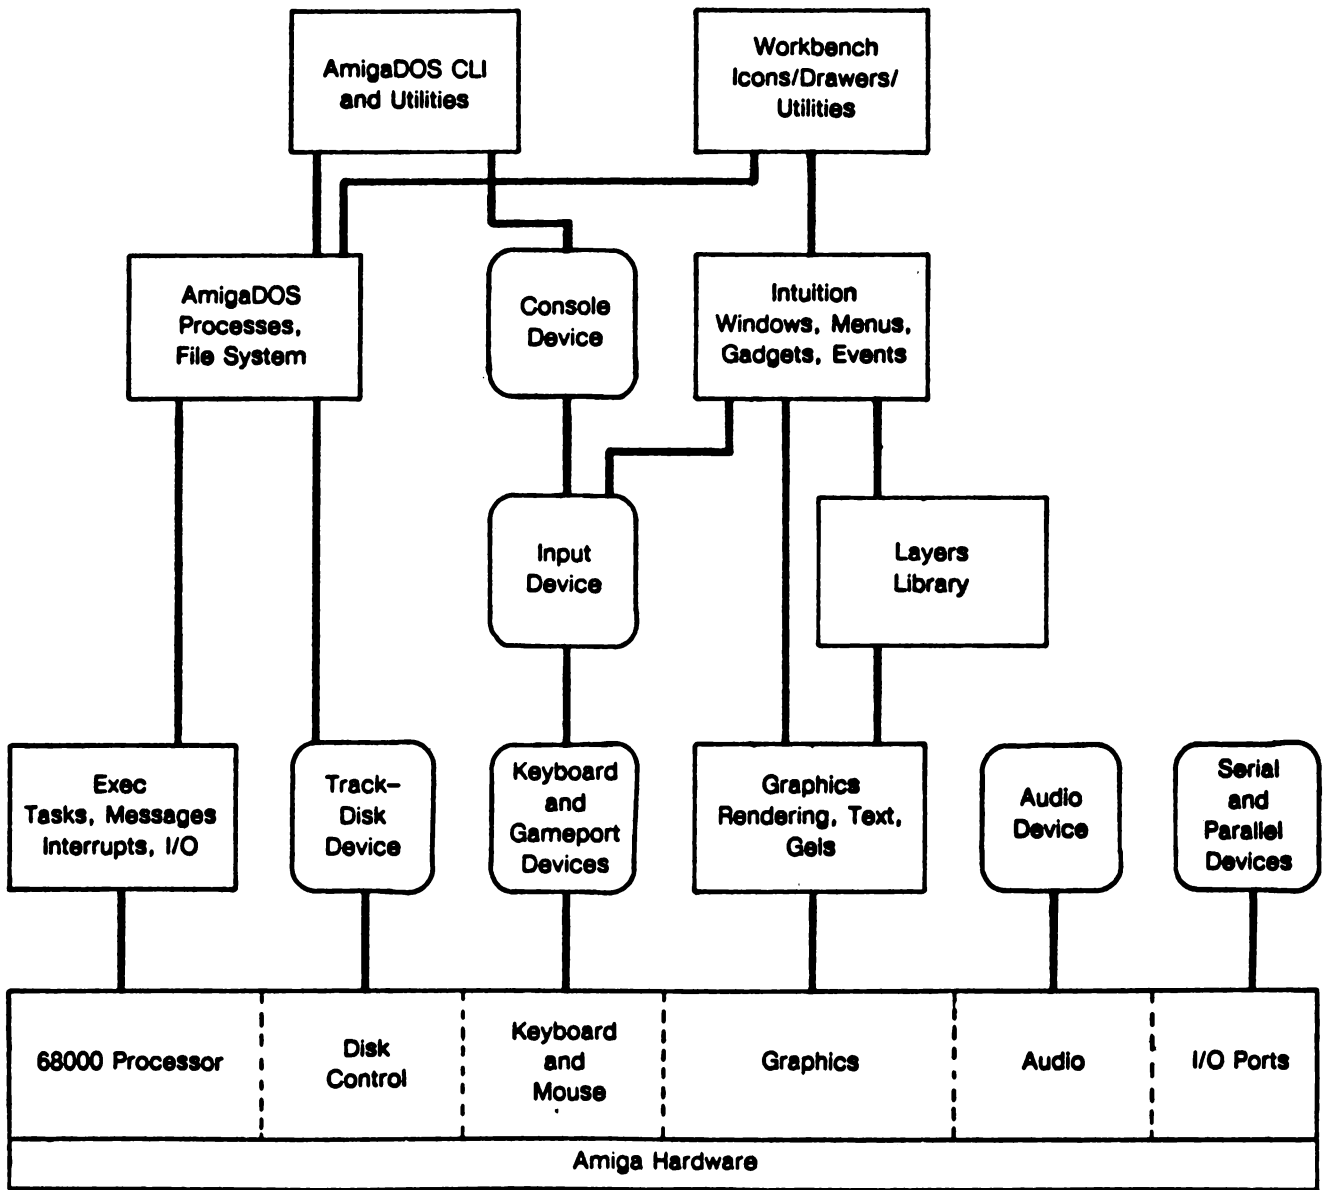 AmigaDOS CLI
and Utilities
Workbench
Icons/Drawers/
Utilities
AmigaDOS
Processes,
File System
Console
Device
Intuition
Windows, Menus,
Gadgets, Events
Input
Device
Layers
Library
Exec
Tasks, Messages
Interrupts, I/O
Track-
Disk
Device
Keyboard
and
Gameport
Devices
Graphics
Rendering, Text,
Gels
Audio
Device
Serial
and
Parallel
Devices
68000 Processor
Disk
Control
Keyboard
and
Mouse
Graphics
Audio
I/O Ports
Amiga Hardware